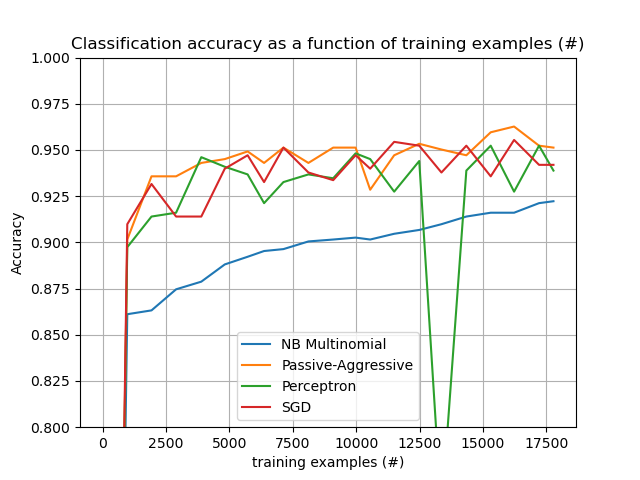 Classification accuracy as a function of training examples (#)
1.000
0.975
0.950
0.925
0.900
0.875
0.850
0.825
0.800
Accuracy
NB Multinomial
Passive-Aggressive
Perceptron
SGD
0 2500 5000 7500 10000 12500 15000 17500
training examples (#)